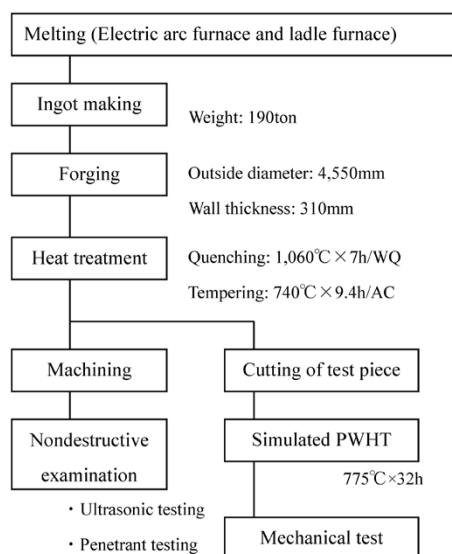 Melting (Electric arc furnace and ladle furnace)
Ingot making
Weight: 190ton
Forging
Outside diameter: 4,550mm
Wall thickness: 310mm
Heat treatment
Quenching: 1,060℃×7h/WQ
Tempering: 740℃×9.4h/AC
Machining
Cutting of test piece
Nondestructive
examination
Simulated PWHT
775℃×32h
・Ultrasonic testing
・Penetrant testing
Mechanical test